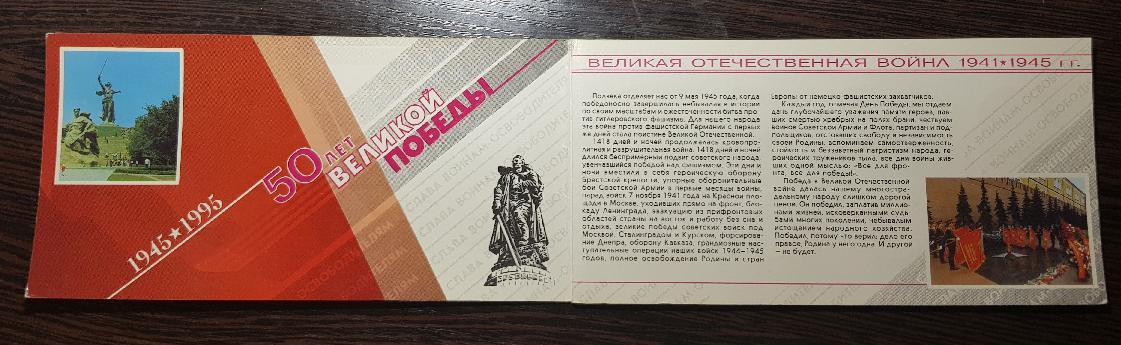 1945★1995
50 ЛЕТ
ВЕЛИКОЙ
ПОБЕДЫ
ВЕЛИКАЯ ОТЕЧЕСТВЕННАЯ ВОЙНА 1941★1945 гг.
Полвека отделяет нас от 9 мая 1945 года, когда
победоносно завершилась небывалая в истории
по своим масштабам и ожесточенности битва про-
тив гитлеровского фашизма. Для нашего народа
эта война против фашистской Германии с первых
же дней стала поистине Великой Отечественной.
1418 дней и ночей продолжалась кровопро-
литная и разрушительная война. 1418 дней и ночей
длился беспримерный подвиг советского народа,
увенчавшийся победой над фашизмом. Эти дни и
ночи вместили в себя героическую оборону
Брестской крепости, упорные оборонительные
бои Советской Армии в первые месяцы войны,
парад войск 7 ноября 1941 года на Красной пло-
щади в Москве, уходивших прямо на фронт, бло-
каду Ленинграда, эвакуацию из прифронтовых
областей страны на восток и работу без сна и
отдыха, великие победы советских войск под
Москвой, Сталинградом и Курском, форсирова-
ние Днепра, оборону Кавказа, грандиозные нас-
тупательные операции наших войск 1944–1945
годов, полное освобождение Родины и стран
Европы от немецко-фашистских захватчиков.
Каждый год, отмечая День Победы, мы отдаем
дань глубочайшего уважения памяти героев, пав-
ших смертью храбрых на полях брани, чествуем
воинов Советской Армии и Флота, партизан и под-
польщиков, отстоявших свободу и независимость
своей Родины, вспоминаем самоотверженность,
стойкость и беззаветный патриотизм народа, ге-
роических тружеников тыла, все дни войны жив-
ших одной мыслью: «Все для фрон-
та, все для победы!».
Победа в Великой Отечественной
войне далась нашему многостра-
дальному народу слишком дорогой
ценой. Он победил, заплатив миллио-
нами жизней, исковерканными судь-
бами многих поколений, небывалым
истощением народного хозяйства.
Победил, потому что верил: дело его
правое, Родина у него одна. И другой
– не будет.